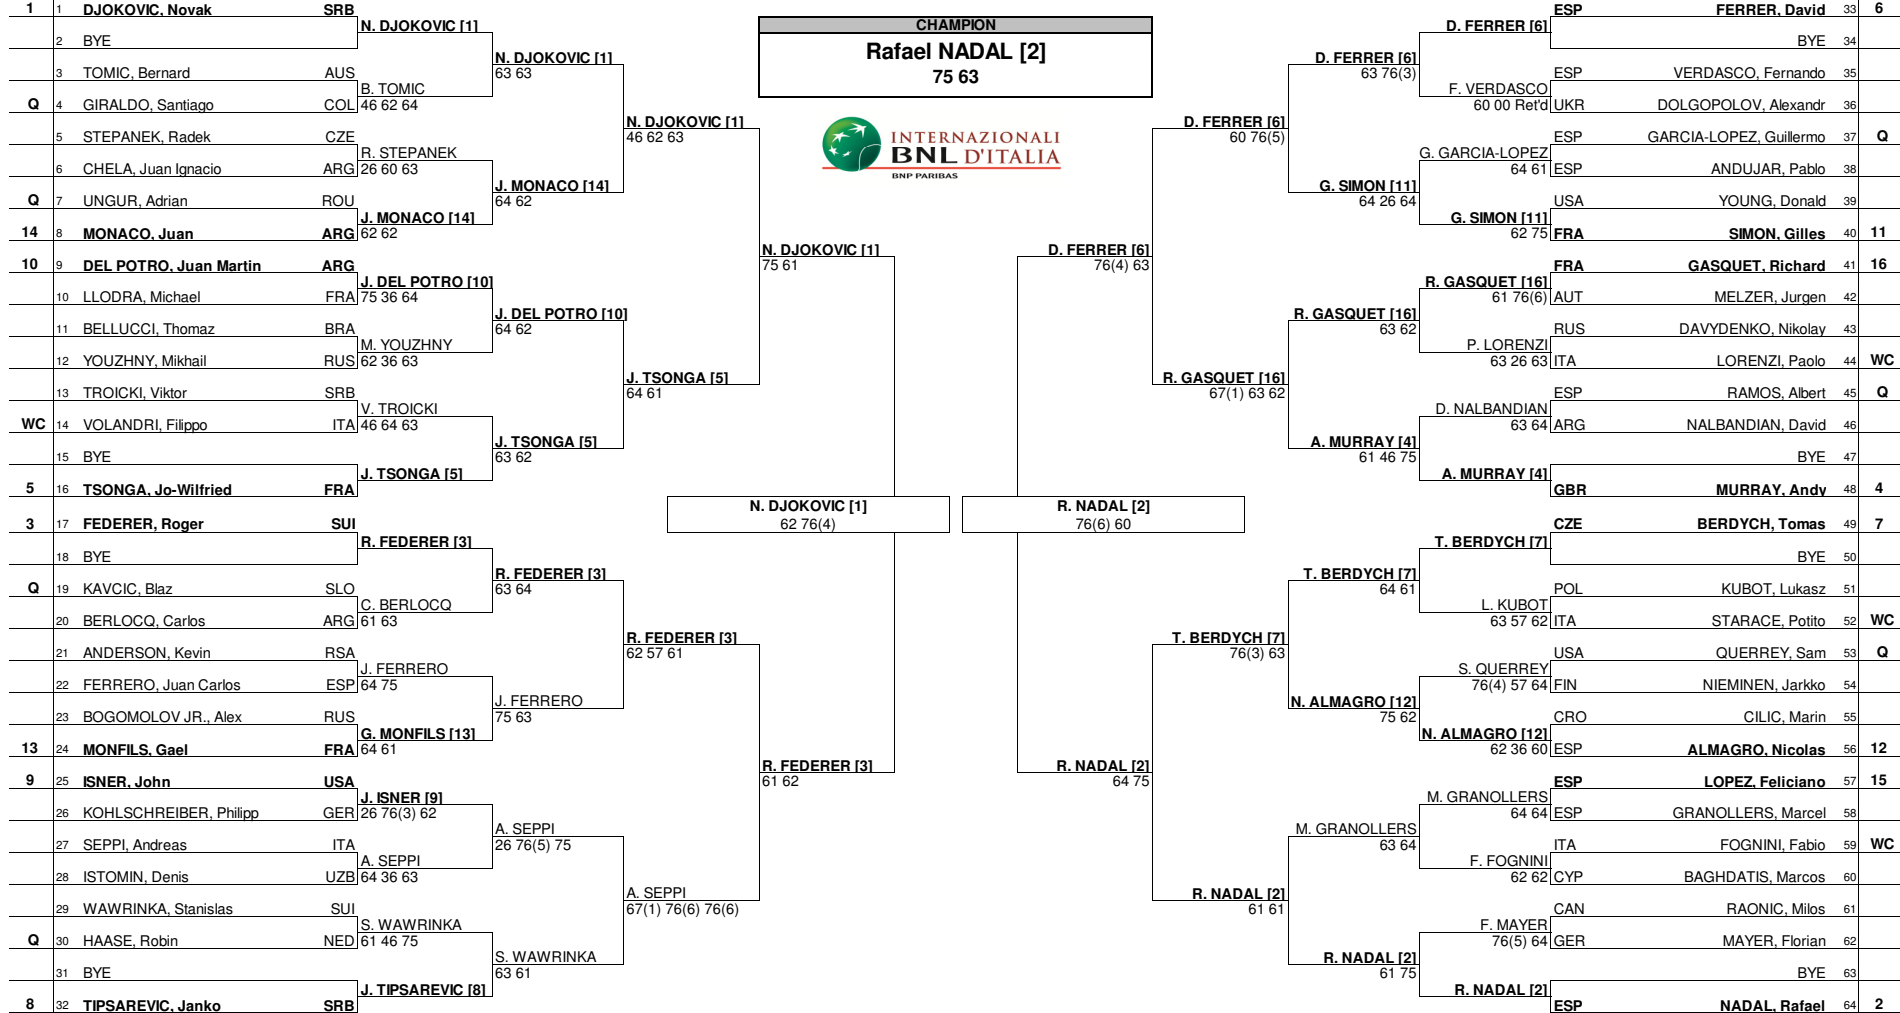 CHAMPION
Rafael NADAL [2]
75 63
INTERNAZIONALI
BNL D'ITALIA
BNP PARIBAS
1 1 DJOKOVIC, Novak SRB
N. DJOKOVIC [1]
2 BYE
N. DJOKOVIC [1]
63 63
3 TOMIC, Bernard AUS
B. TOMIC
Q 4 GIRALDO, Santiago COL 46 62 64
N. DJOKOVIC [1]
46 62 63
5 STEPANEK, Radek CZE
R. STEPANEK
6 CHELA, Juan Ignacio ARG 26 60 63
J. MONACO [14]
64 62
Q 7 UNGUR, Adrian ROU
J. MONACO [14]
14 8 MONACO, Juan ARG 62 62
N. DJOKOVIC [1]
75 61
10 9 DEL POTRO, Juan Martin ARG
J. DEL POTRO [10]
10 LLODRA, Michael FRA 75 36 64
J. DEL POTRO [10]
64 62
11 BELLUCCI, Thomaz BRA
M. YOUZHNY
12 YOUZHNY, Mikhail RUS 62 36 63
J. TSONGA [5]
64 61
13 TROICKI, Viktor SRB
V. TROICKI
WC 14 VOLANDRI, Filippo ITA 46 64 63
J. TSONGA [5]
63 62
15 BYE
J. TSONGA [5]
5 16 TSONGA, Jo-Wilfried FRA
N. DJOKOVIC [1]
62 76(4)
3 17 FEDERER, Roger SUI
R. FEDERER [3]
18 BYE
R. FEDERER [3]
63 64
Q 19 KAVCIC, Blaz SLO
C. BERLOCQ
20 BERLOCQ, Carlos ARG 61 63
R. FEDERER [3]
62 57 61
21 ANDERSON, Kevin RSA
J. FERRERO
22 FERRERO, Juan Carlos ESP 64 75
J. FERRERO
75 63
23 BOGOMOLOV JR., Alex RUS
G. MONFILS [13]
13 24 MONFILS, Gael FRA 64 61
R. FEDERER [3]
61 62
9 25 ISNER, John USA
J. ISNER [9]
26 KOHLSCHREIBER, Philipp GER 26 76(3) 62
A. SEPPI
26 76(5) 75
27 SEPPI, Andreas ITA
A. SEPPI
28 ISTOMIN, Denis UZB 64 36 63
A. SEPPI
67(1) 76(6) 76(6)
29 WAWRINKA, Stanislas SUI
S. WAWRINKA
Q 30 HAASE, Robin NED 61 46 75
S. WAWRINKA
63 61
31 BYE
J. TIPSAREVIC [8]
8 32 TIPSAREVIC, Janko SRB
ESP FERRER, David 33 6
D. FERRER [6]
BYE 34
D. FERRER [6]
63 76(3)
ESP VERDASCO, Fernando 35
F. VERDASCO
60 00 Ret'd UKR DOLGOPOLOV, Alexandr 36
D. FERRER [6]
60 76(5)
ESP GARCIA-LOPEZ, Guillermo 37 Q
G. GARCIA-LOPEZ
64 61 ESP ANDUJAR, Pablo 38
G. SIMON [11]
64 26 64
USA YOUNG, Donald 39
G. SIMON [11]
62 75 FRA SIMON, Gilles 40 11
D. FERRER [6]
76(4) 63
FRA GASQUET, Richard 41 16
R. GASQUET [16]
61 76(6) AUT MELZER, Jurgen 42
R. GASQUET [16]
63 62
RUS DAVYDENKO, Nikolay 43
P. LORENZI
63 26 63 ITA LORENZI, Paolo 44 WC
R. GASQUET [16]
67(1) 63 62
ESP RAMOS, Albert 45 Q
D. NALBANDIAN
63 64 ARG NALBANDIAN, David 46
A. MURRAY [4]
61 46 75
BYE 47
A. MURRAY [4]
GBR MURRAY, Andy 48 4
R. NADAL [2]
76(6) 60
CZE BERDYCH, Tomas 49 7
T. BERDYCH [7]
BYE 50
T. BERDYCH [7]
64 61
POL KUBOT, Lukasz 51
L. KUBOT
63 57 62 ITA STARACE, Potito 52 WC
T. BERDYCH [7]
76(3) 63
USA QUERREY, Sam 53 Q
S. QUERREY
76(4) 57 64 FIN NIEMINEN, Jarkko 54
N. ALMAGRO [12]
75 62
CRO CILIC, Marin 55
N. ALMAGRO [12]
62 36 60 ESP ALMAGRO, Nicolas 56 12
R. NADAL [2]
64 75
ESP LOPEZ, Feliciano 57 15
M. GRANOLLERS
64 64 ESP GRANOLLERS, Marcel 58
M. GRANOLLERS
63 64
ITA FOGNINI, Fabio 59 WC
F. FOGNINI
62 62 CYP BAGHDATIS, Marcos 60
R. NADAL [2]
61 61
CAN RAONIC, Milos 61
F. MAYER
76(5) 64 GER MAYER, Florian 62
R. NADAL [2]
61 75
BYE 63
R. NADAL [2]
ESP NADAL, Rafael 64 2